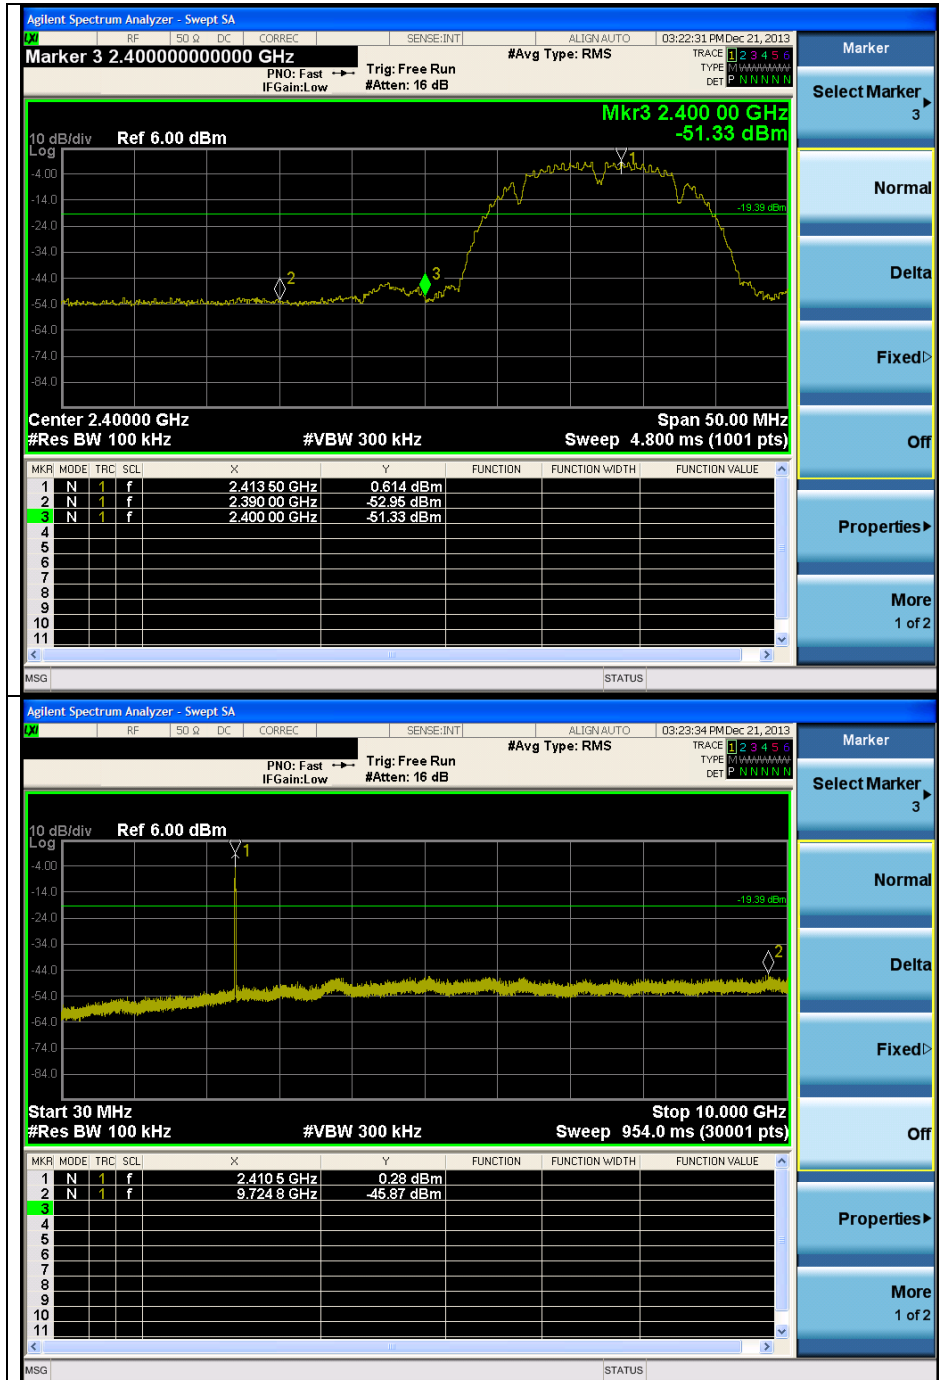 Agilent Spectrum Analyzer - Swept SA
LXI RF 50 Ω DC CORREC SENSE:INT ALIGN AUTO 03:22:31 PM Dec 21, 2013
Marker 3 2.400000000000 GHz
PNO: Fast
IFGain:Low
Trig: Free Run
#Atten: 16 dB
#Avg Type: RMS
TRACE 1 2 3 4 5 6
TYPE M WWWWW
DET P N N N N N
Mkr3 2.400 00 GHz
-51.33 dBm
10 dB/div Ref 6.00 dBm
Log
1
-4.00
-14.0
-19.39 dBm
-24.0
-34.0
-44.0
2
3
-54.0
-64.0
-74.0
-84.0
Center 2.40000 GHz Span 50.00 MHz
#Res BW 100 kHz #VBW 300 kHz Sweep 4.800 ms (1001 pts)
MKR MODE TRC SCL X Y FUNCTION FUNCTION WIDTH FUNCTION VALUE
1 N 1 f 2.413 50 GHz 0.614 dBm
2 N 1 f 2.390 00 GHz -52.95 dBm
3 N 1 f 2.400 00 GHz -51.33 dBm
4
5
6
7
8
9
10
11
MSG STATUS
Marker
Select Marker
3
Normal
Delta
Fixed
Off
Properties
More
1 of 2
Agilent Spectrum Analyzer - Swept SA
LXI RF 50 Ω DC CORREC SENSE:INT ALIGN AUTO 03:23:34 PM Dec 21, 2013
PNO: Fast
IFGain:Low
Trig: Free Run
#Atten: 16 dB
#Avg Type: RMS
TRACE 1 2 3 4 5 6
TYPE M WWWWW
DET P N N N N N
10 dB/div Ref 6.00 dBm
Log
1
-4.00
-14.0
-19.39 dBm
-24.0
-34.0
2
-44.0
-54.0
-64.0
-74.0
-84.0
Start 30 MHz Stop 10.000 GHz
#Res BW 100 kHz #VBW 300 kHz Sweep 954.0 ms (30001 pts)
MKR MODE TRC SCL X Y FUNCTION FUNCTION WIDTH FUNCTION VALUE
1 N 1 f 2.410 5 GHz 0.28 dBm
2 N 1 f 9.724 8 GHz -45.87 dBm
3
4
5
6
7
8
9
10
11
MSG STATUS
Marker
Select Marker
3
Normal
Delta
Fixed
Off
Properties
More
1 of 2